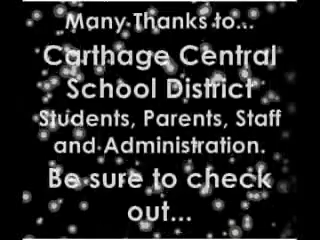 Many Thanks to...
Carthage Central
School District
Students, Parents, Staff
and Administration.
Be sure to check
out...